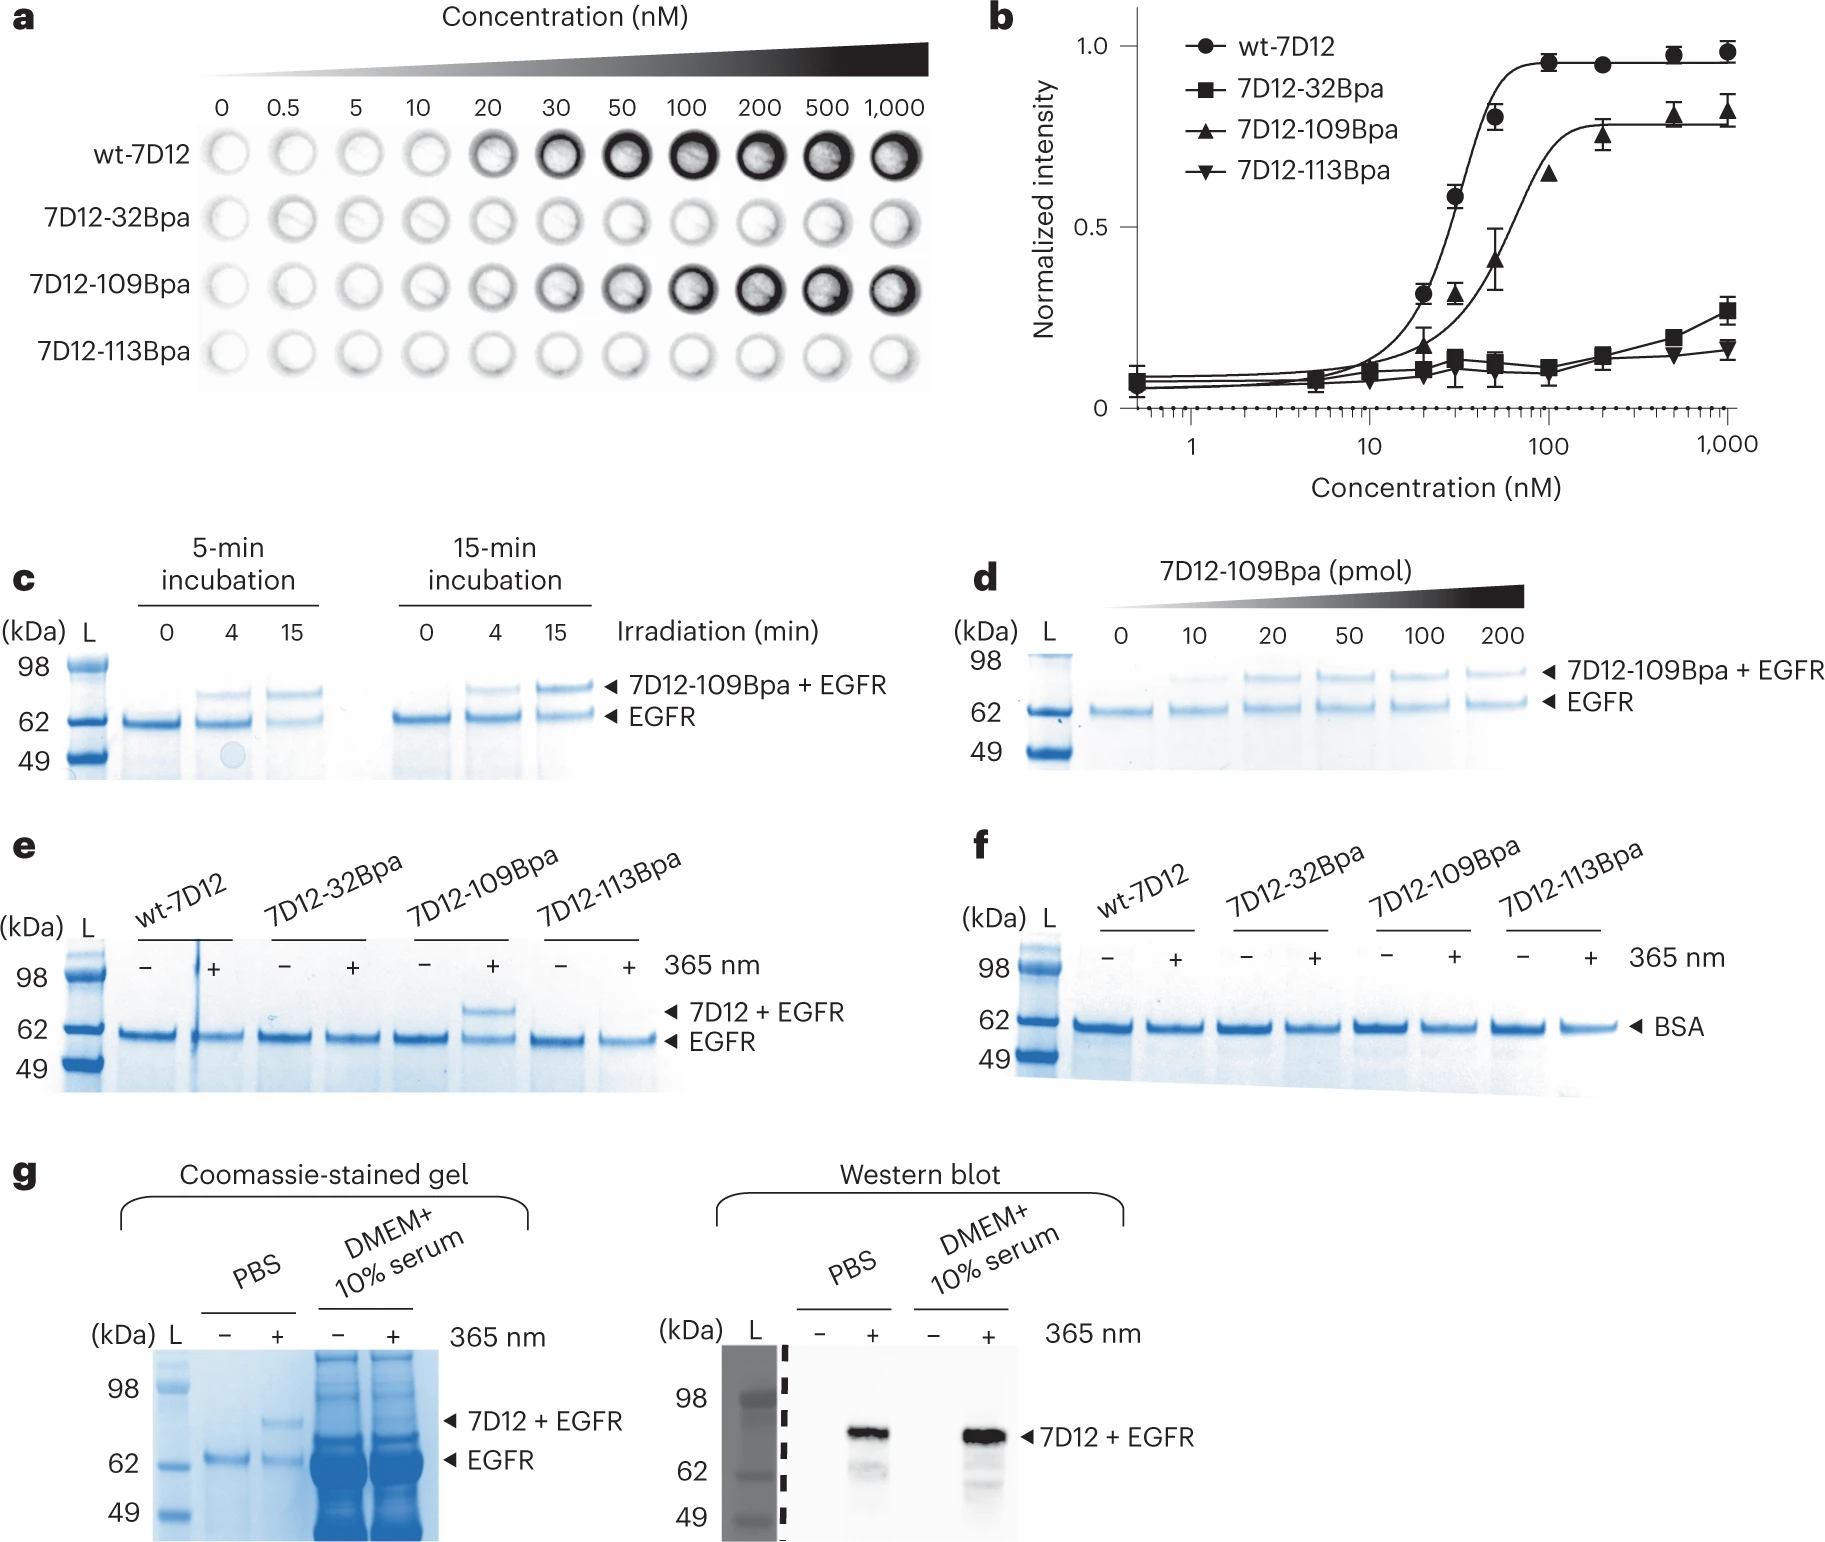 a
Concentration (nM)
0 0.5 5 10 20 30 50 100 200 500 1,000
wt-7D12
7D12-32Bpa
7D12-109Bpa
7D12-113Bpa
b
Normalized intensity
1.0
0.5
0
wt-7D12
7D12-32Bpa
7D12-109Bpa
7D12-113Bpa
1 10 100 1,000
Concentration (nM)
c
5-min
incubation
15-min
incubation
(kDa) L 0 4 15 0 4 15 Irradiation (min)
98
62
49
7D12-109Bpa + EGFR
EGFR
d
7D12-109Bpa (pmol)
(kDa) L 0 10 20 50 100 200
98
62
49
7D12-109Bpa + EGFR
EGFR
e
wt-7D12 7D12-32Bpa 7D12-109Bpa 7D12-113Bpa
(kDa) L
− + − + − + − + 365 nm
98
62
49
7D12 + EGFR
EGFR
f
wt-7D12 7D12-32Bpa 7D12-109Bpa 7D12-113Bpa
(kDa) L
− + − + − + − + 365 nm
98
62
49
BSA
g
Coomassie-stained gel
PBS
DMEM+
10% serum
(kDa) L − + − + 365 nm
98
62
49
7D12 + EGFR
EGFR
Western blot
PBS
DMEM+
10% serum
(kDa) L − + − + 365 nm
98
62
49
7D12 + EGFR